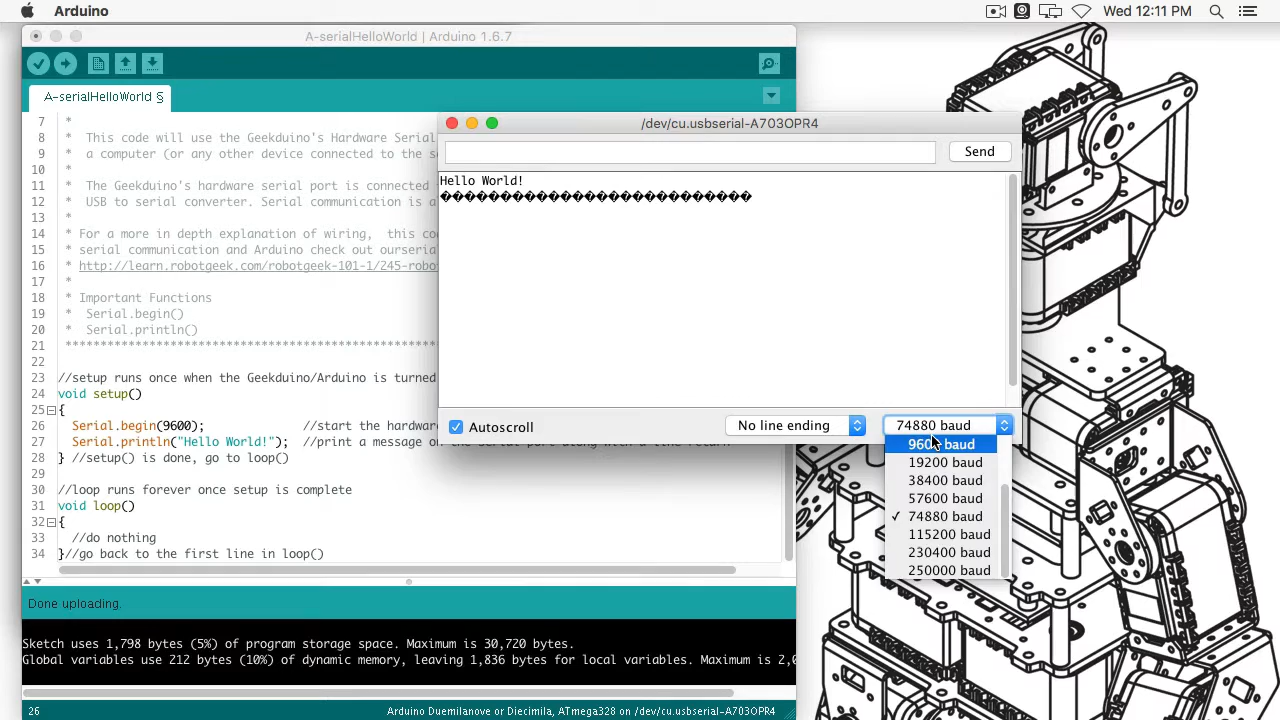 Arduino
Wed 12:11 PM
A-serialHelloWorld | Arduino 1.6.7
A-serialHelloWorld §
7 *
8 * This code will use the Geekduino's Hardware Serial
9 * a computer (or any other device connected to the s
10 *
11 * The Geekduino's hardware serial port is connected
12 * USB to serial converter. Serial communication is a
13 *
14 * For a more in depth explanation of wiring, this co
15 * serial communication and Arduino check out ourseria
16 * http://learn.robotgeek.com/robotgeek-101-1/245-robo
17 *
18 * Important Functions
19 * Serial.begin()
20 * Serial.println()
21 ******************************************************
22
23 //setup runs once when the Geekduino/Arduino is turned
24 void setup()
25 {
26 Serial.begin(9600); //start the hardware
27 Serial.println("Hello World!"); //print a message on the serial port along with a line return
28 } //setup() is done, go to loop()
29
30 //loop runs forever once setup is complete
31 void loop()
32 {
33 //do nothing
34 }//go back to the first line in loop()
/dev/cu.usbserial-A703OPR4
Send
Hello World!
��������������������������
Autoscroll
No line ending
74880 baud
9600 baud
19200 baud
38400 baud
57600 baud
✓ 74880 baud
115200 baud
230400 baud
250000 baud
Done uploading.
Sketch uses 1,798 bytes (5%) of program storage space. Maximum is 30,720 bytes.
Global variables use 212 bytes (10%) of dynamic memory, leaving 1,836 bytes for local variables. Maximum is 2,0
26
Arduino Duemilanove or Diecimila, ATmega328 on /dev/cu.usbserial-A703OPR4